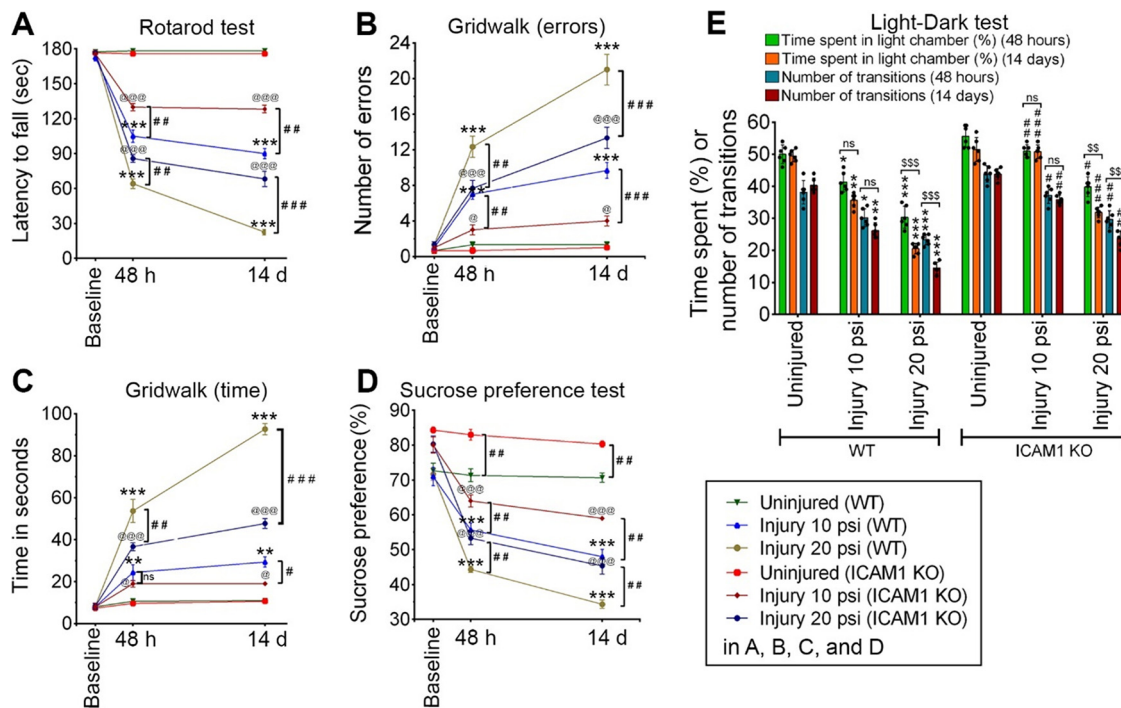 A
Rotarod test
Latency to fall (sec)
180
150
120
90
60
30
0
Baseline
48 h
14 d
@@@
***
@@@
***
##
##
@@@
***
@@@
***
##
###
B
Gridwalk (errors)
Number of errors
24
20
16
12
8
4
0
Baseline
48 h
14 d
***
@@@
***
@
##
##
***
@@@
***
@
###
###
C
Gridwalk (time)
Time in seconds
100
80
60
40
20
0
Baseline
48 h
14 d
***
@@@
**
@
##
ns
***
@@@
**
@
###
#
D
Sucrose preference test
Sucrose preference (%)
90
80
70
60
50
40
30
Baseline
48 h
14 d
@@@
***
@@@
***
##
##
##
@@@
***
@@@
***
##
##
##
E
Light-Dark test
Time spent in light chamber (%) (48 hours)
Time spent in light chamber (%) (14 days)
Number of transitions (48 hours)
Number of transitions (14 days)
Time spent (%) or
number of transitions
60
50
40
30
20
10
0
ns
ns
$$$
$$$
ns
ns
$$
Uninjured
Injury 10 psi
Injury 20 psi
Uninjured
Injury 10 psi
Injury 20 psi
WT
ICAM1 KO
Uninjured (WT)
Injury 10 psi (WT)
Injury 20 psi (WT)
Uninjured (ICAM1 KO)
Injury 10 psi (ICAM1 KO)
Injury 20 psi (ICAM1 KO)
in A, B, C, and D